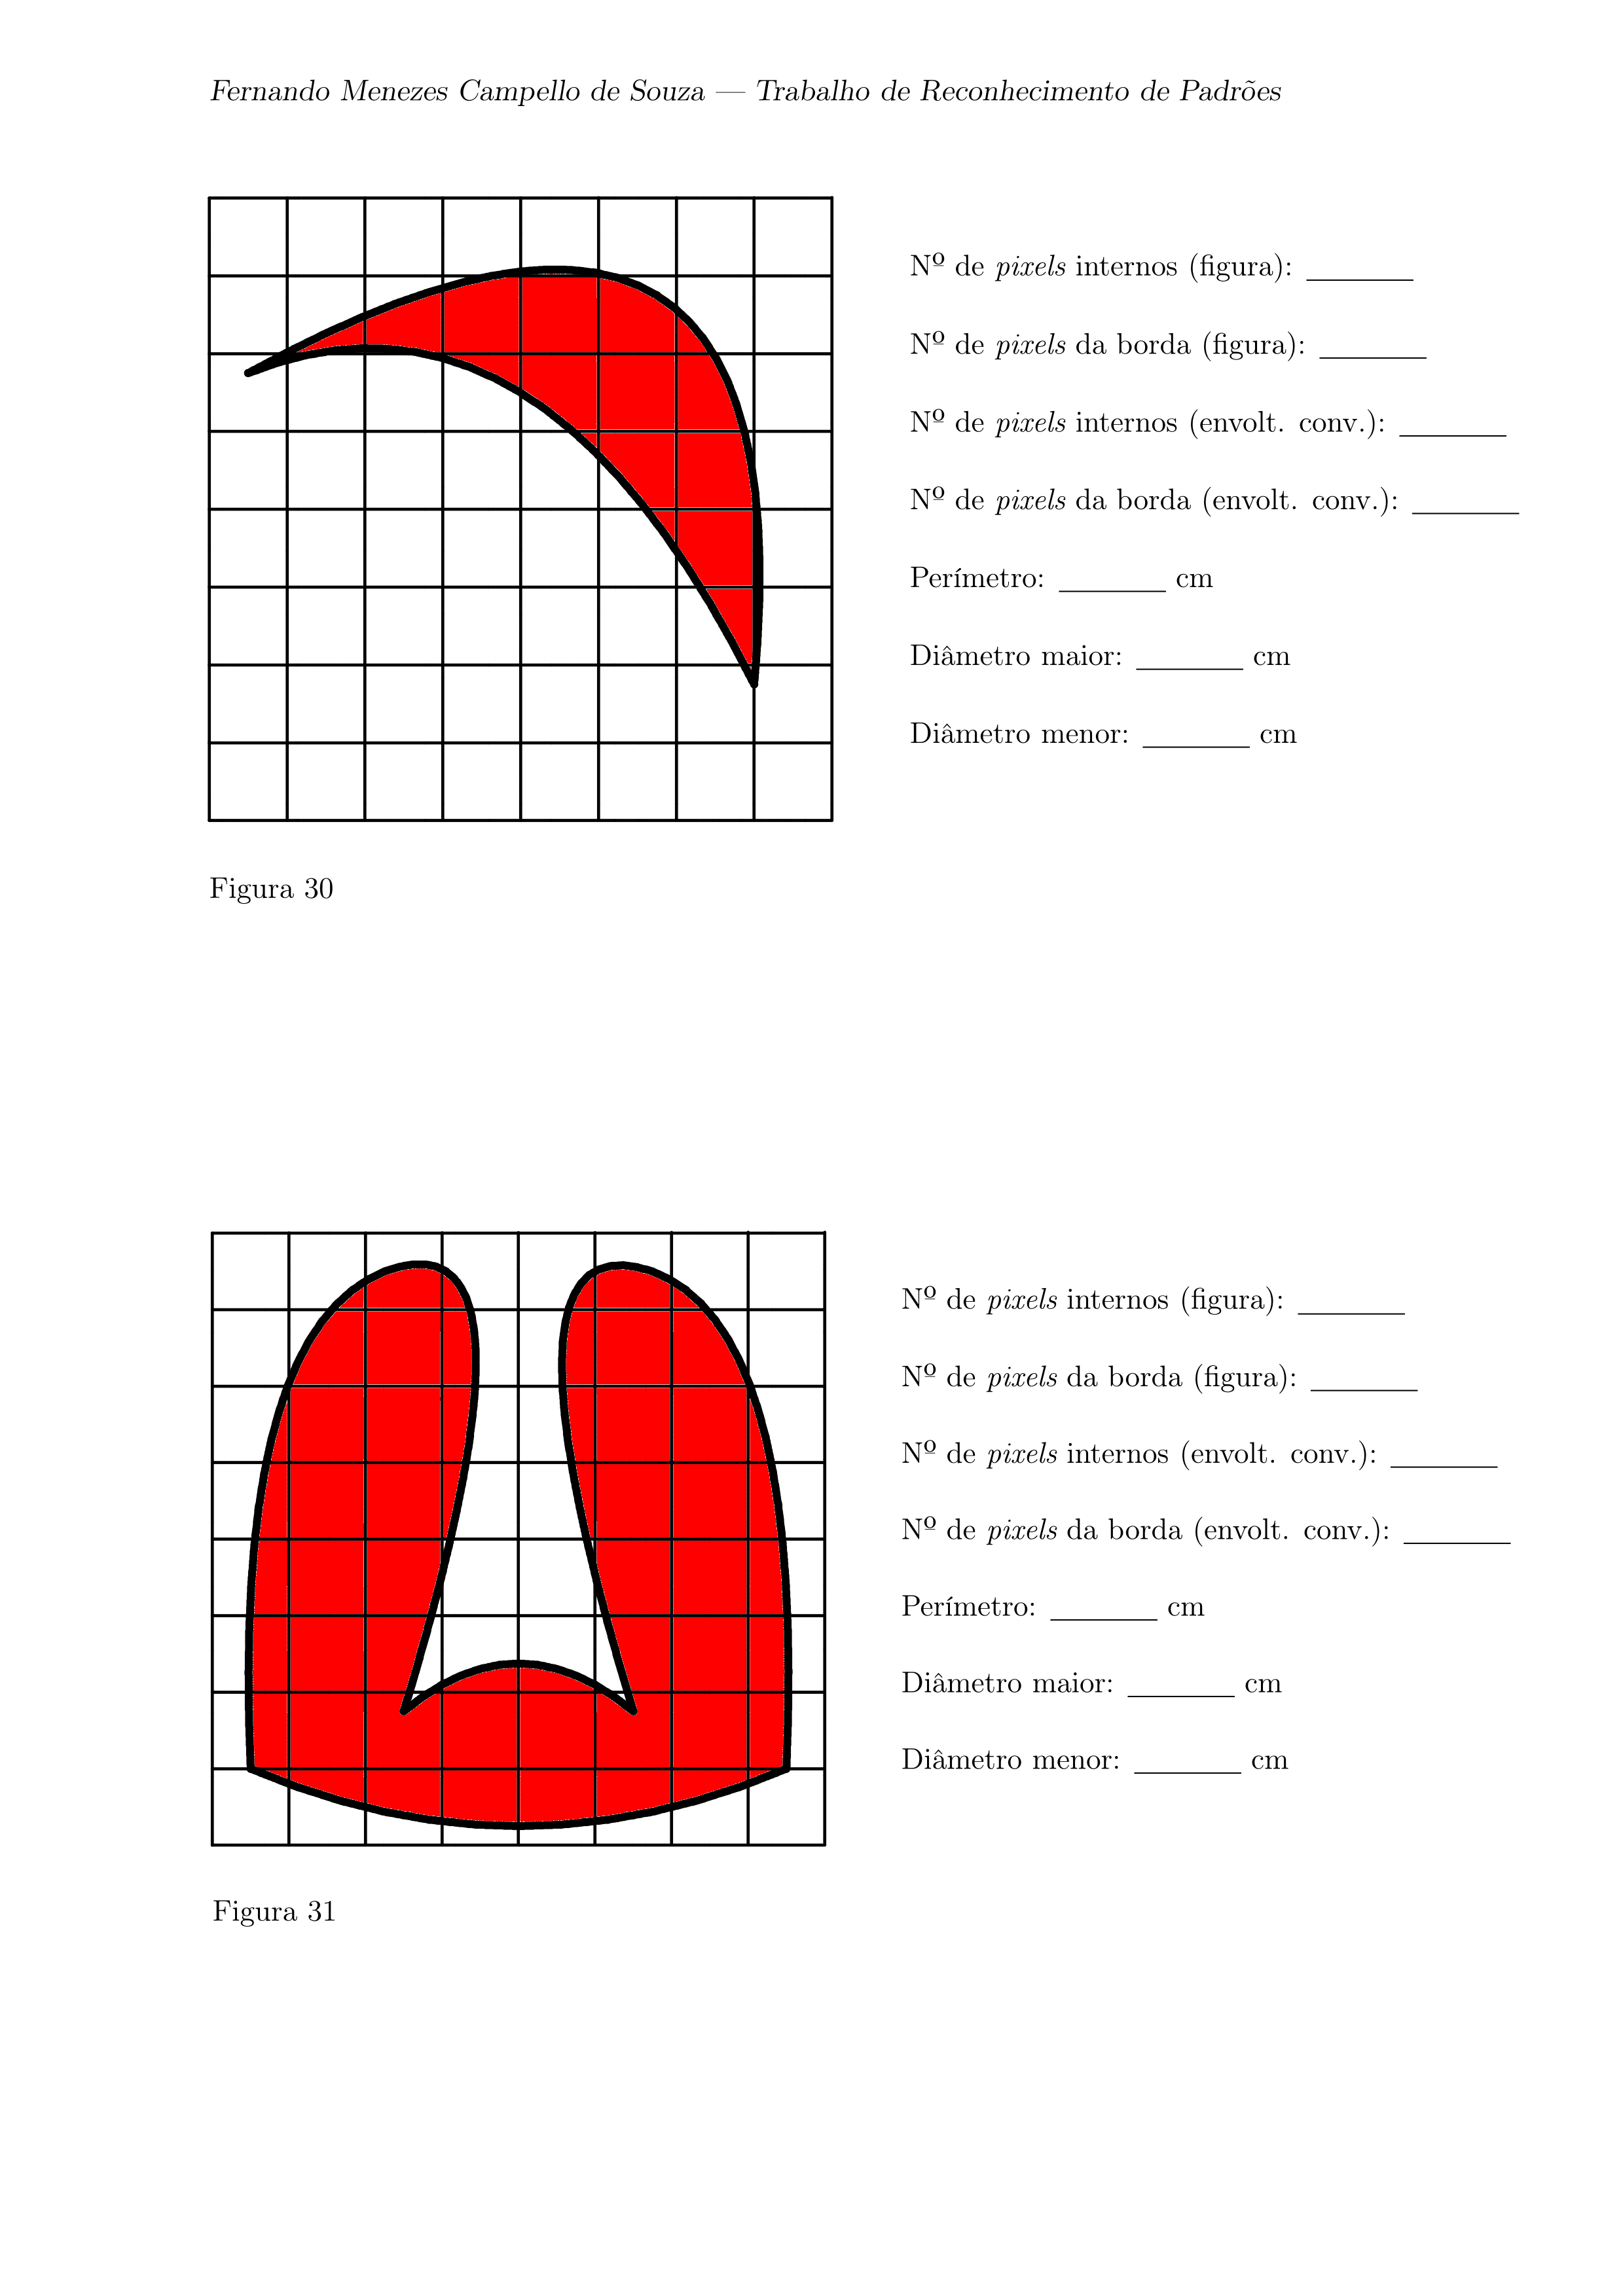 Fernando Menezes Campello de Souza — Trabalho de Reconhecimento de Padrões
Nº de pixels internos (figura): _______
Nº de pixels da borda (figura): _______
Nº de pixels internos (envolt. conv.): _______
Nº de pixels da borda (envolt. conv.): _______
Perímetro: _______ cm
Diâmetro maior: _______ cm
Diâmetro menor: _______ cm
Figura 30
Nº de pixels internos (figura): _______
Nº de pixels da borda (figura): _______
Nº de pixels internos (envolt. conv.): _______
Nº de pixels da borda (envolt. conv.): _______
Perímetro: _______ cm
Diâmetro maior: _______ cm
Diâmetro menor: _______ cm
Figura 31